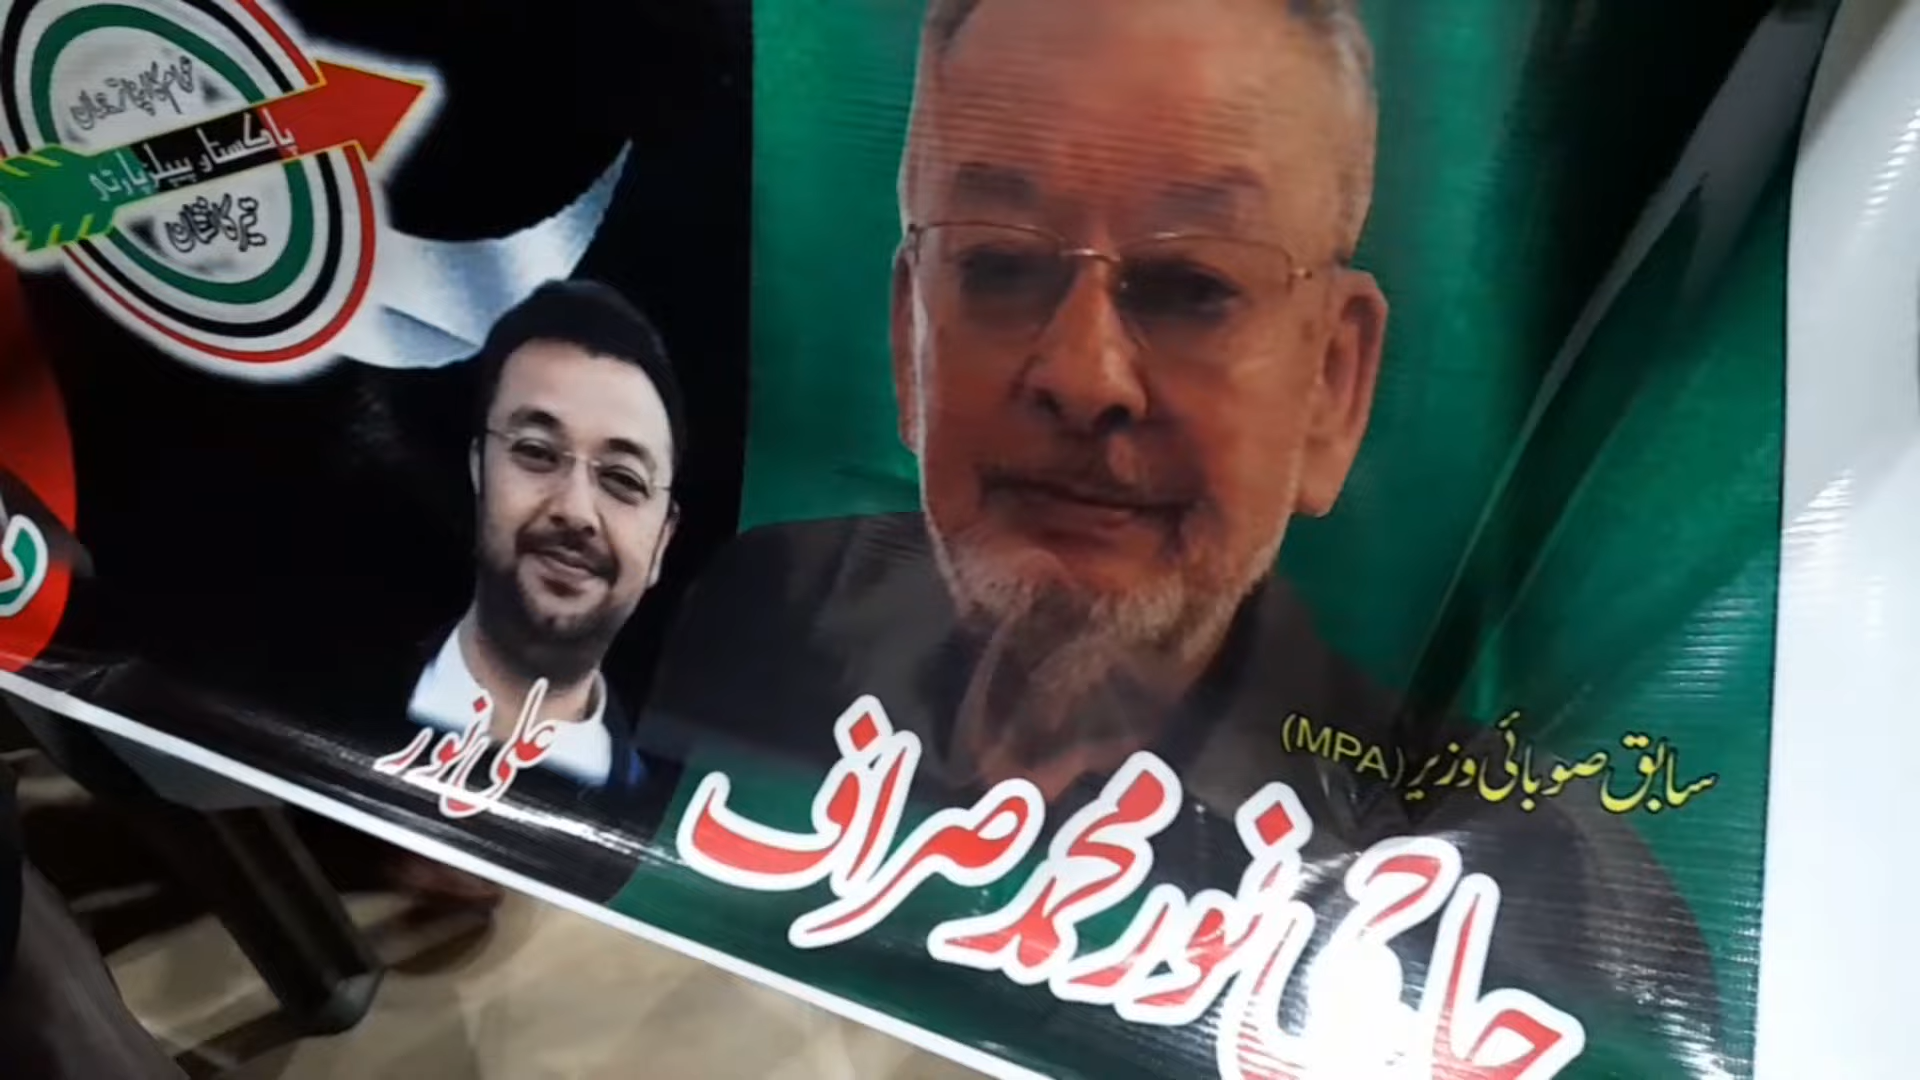 پاکستان پیپلز پارٹی
سابق صوبائی وزیر (MPA)
علی نور
حاجی نور محمد صراف